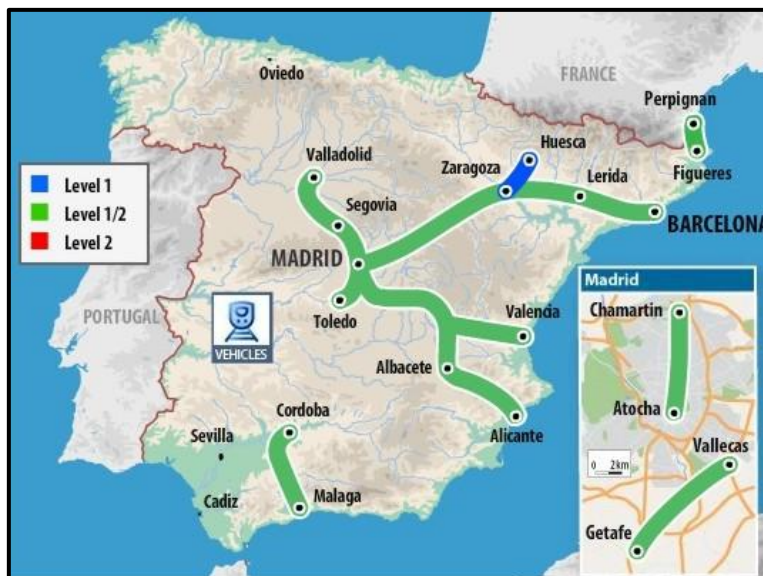 Oviedo
FRANCE
Perpignan
Huesca
Valladolid
Zaragoza
Lerida
Figueres
Level 1
Level 1/2
Level 2
Segovia
BARCELONA
MADRID
Madrid
PORTUGAL
Toledo
Valencia
Chamartin
VEHICLES
Albacete
Atocha
Cordoba
Alicante
Sevilla
Vallecas
0 2km
Cadiz
Malaga
Getafe